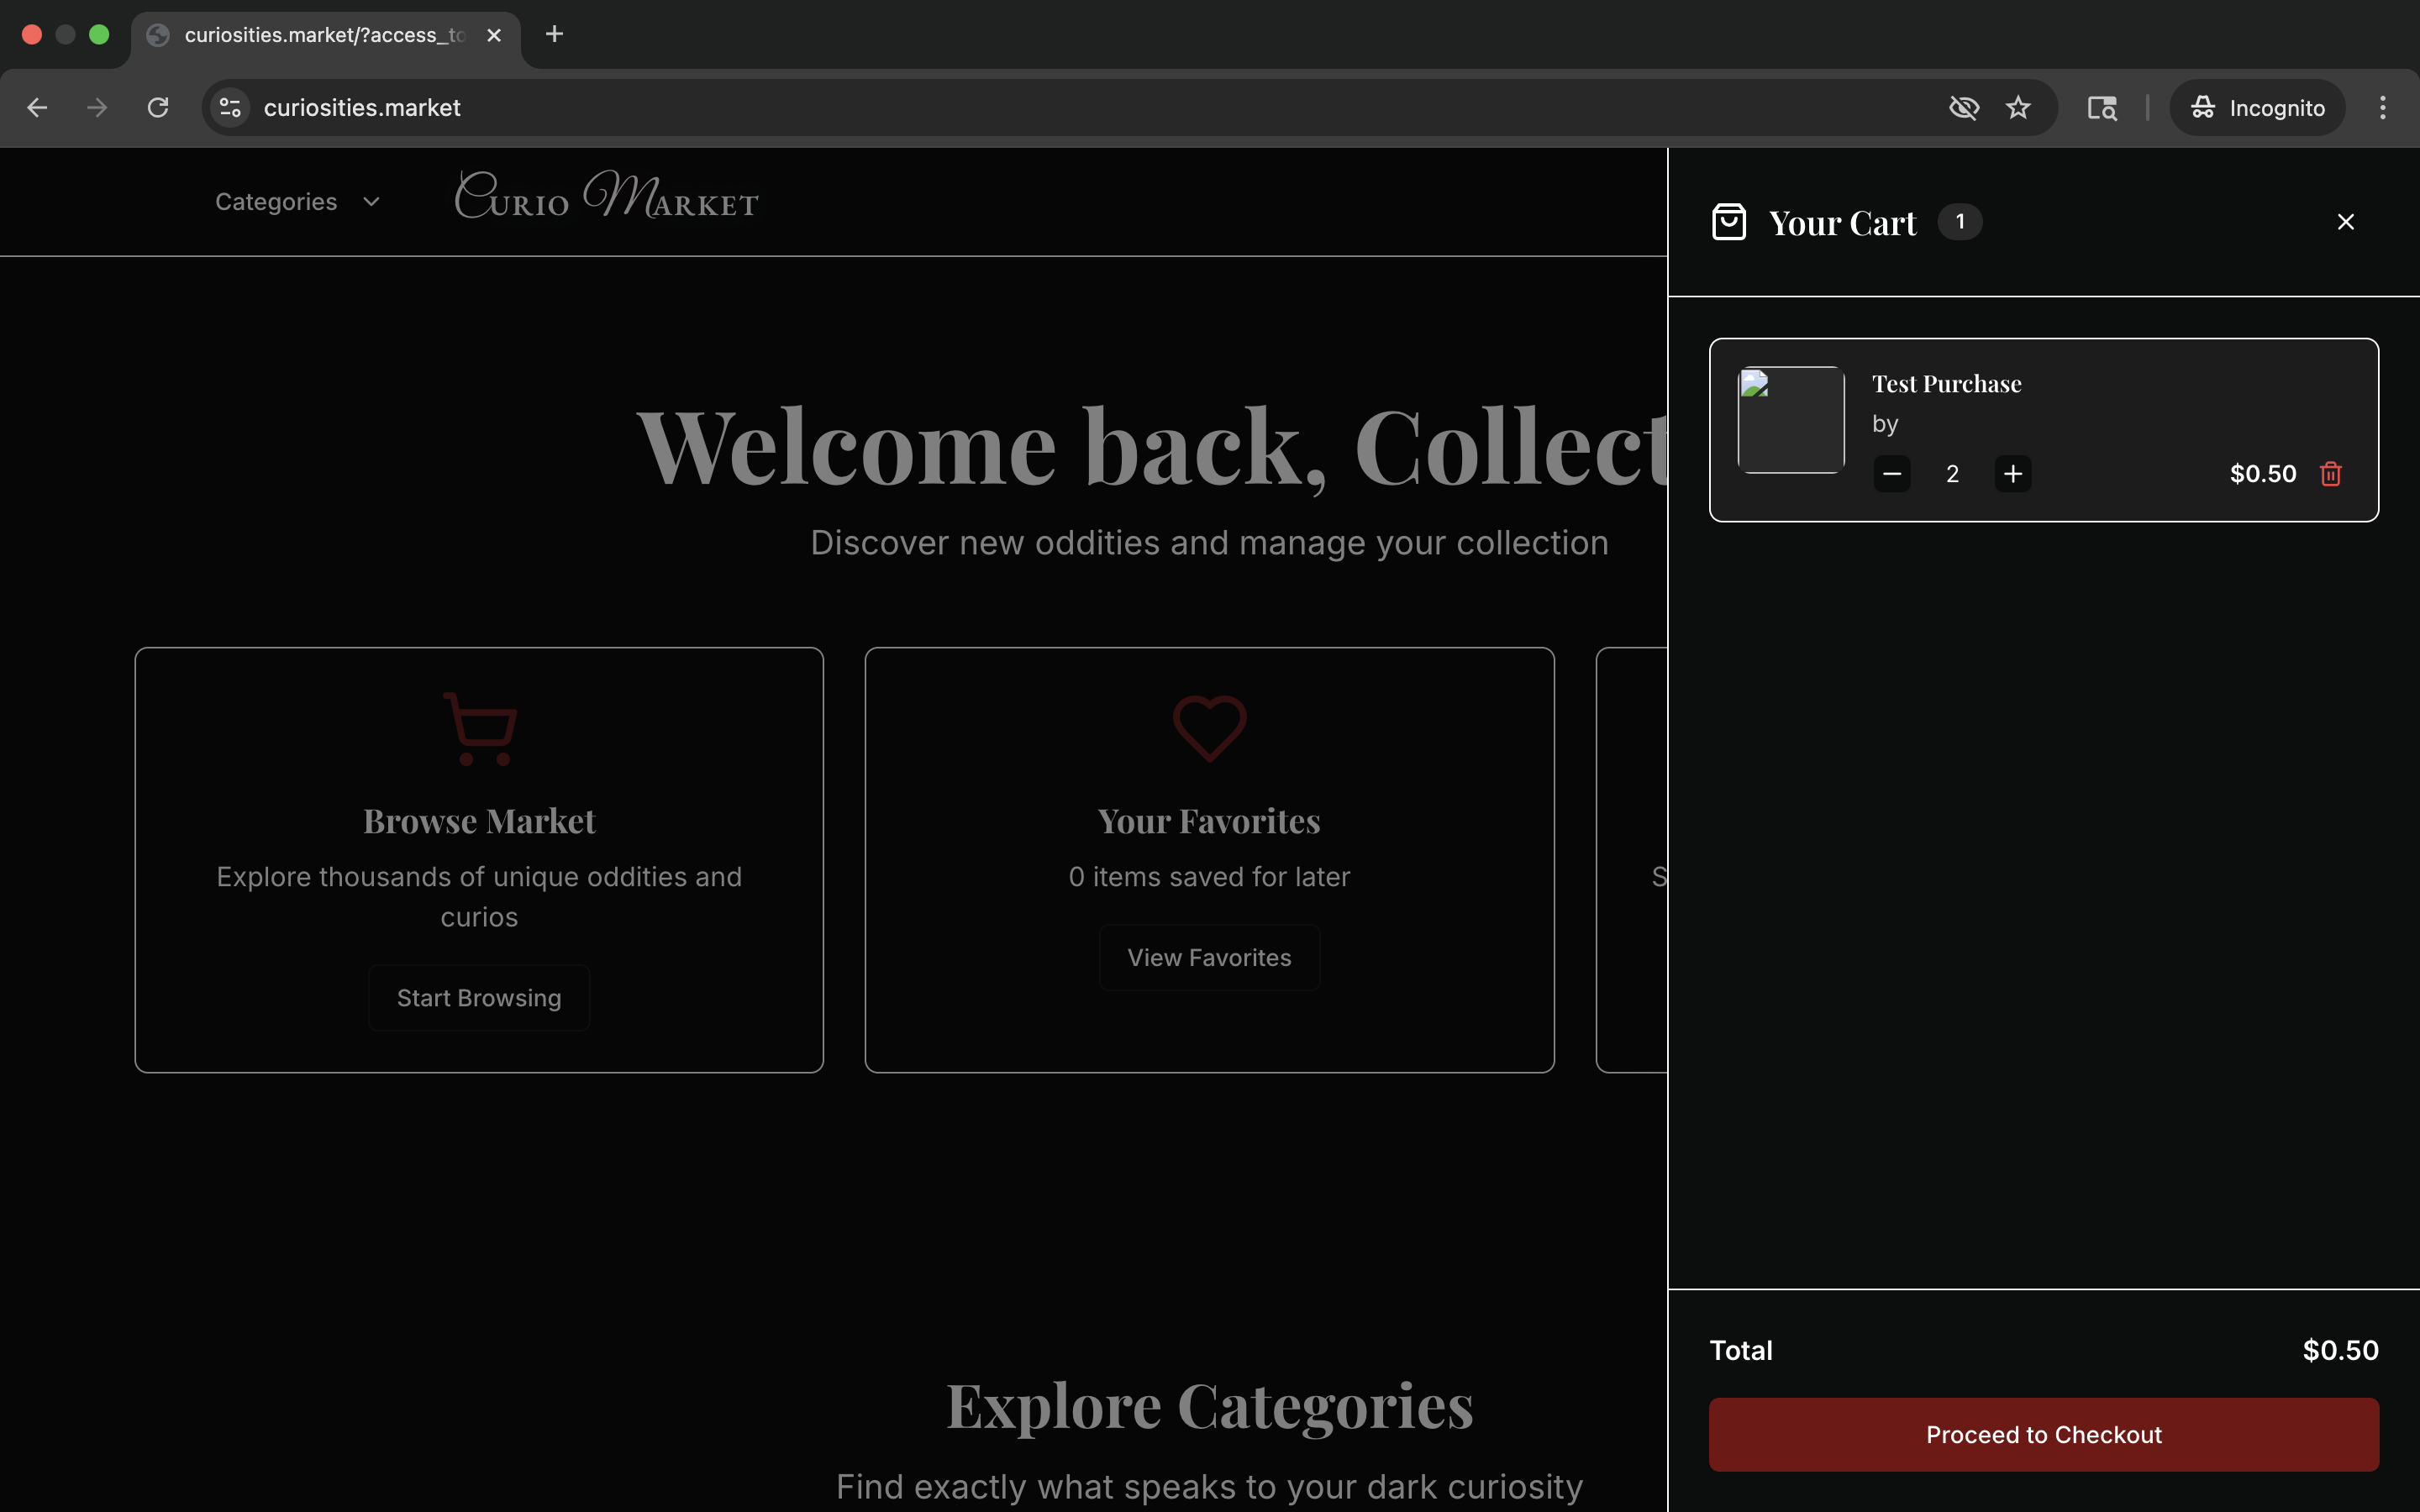 curiosities.market/?access_to
curiosities.market
Incognito
Categories
Curio Market
Your Cart 1
Test Purchase
by
2
$0.50
Welcome back, Collect
Discover new oddities and manage your collection
Browse Market
Explore thousands of unique oddities and
curios
Start Browsing
Your Favorites
0 items saved for later
View Favorites
S
Explore Categories
Find exactly what speaks to your dark curiosity
Total
$0.50
Proceed to Checkout